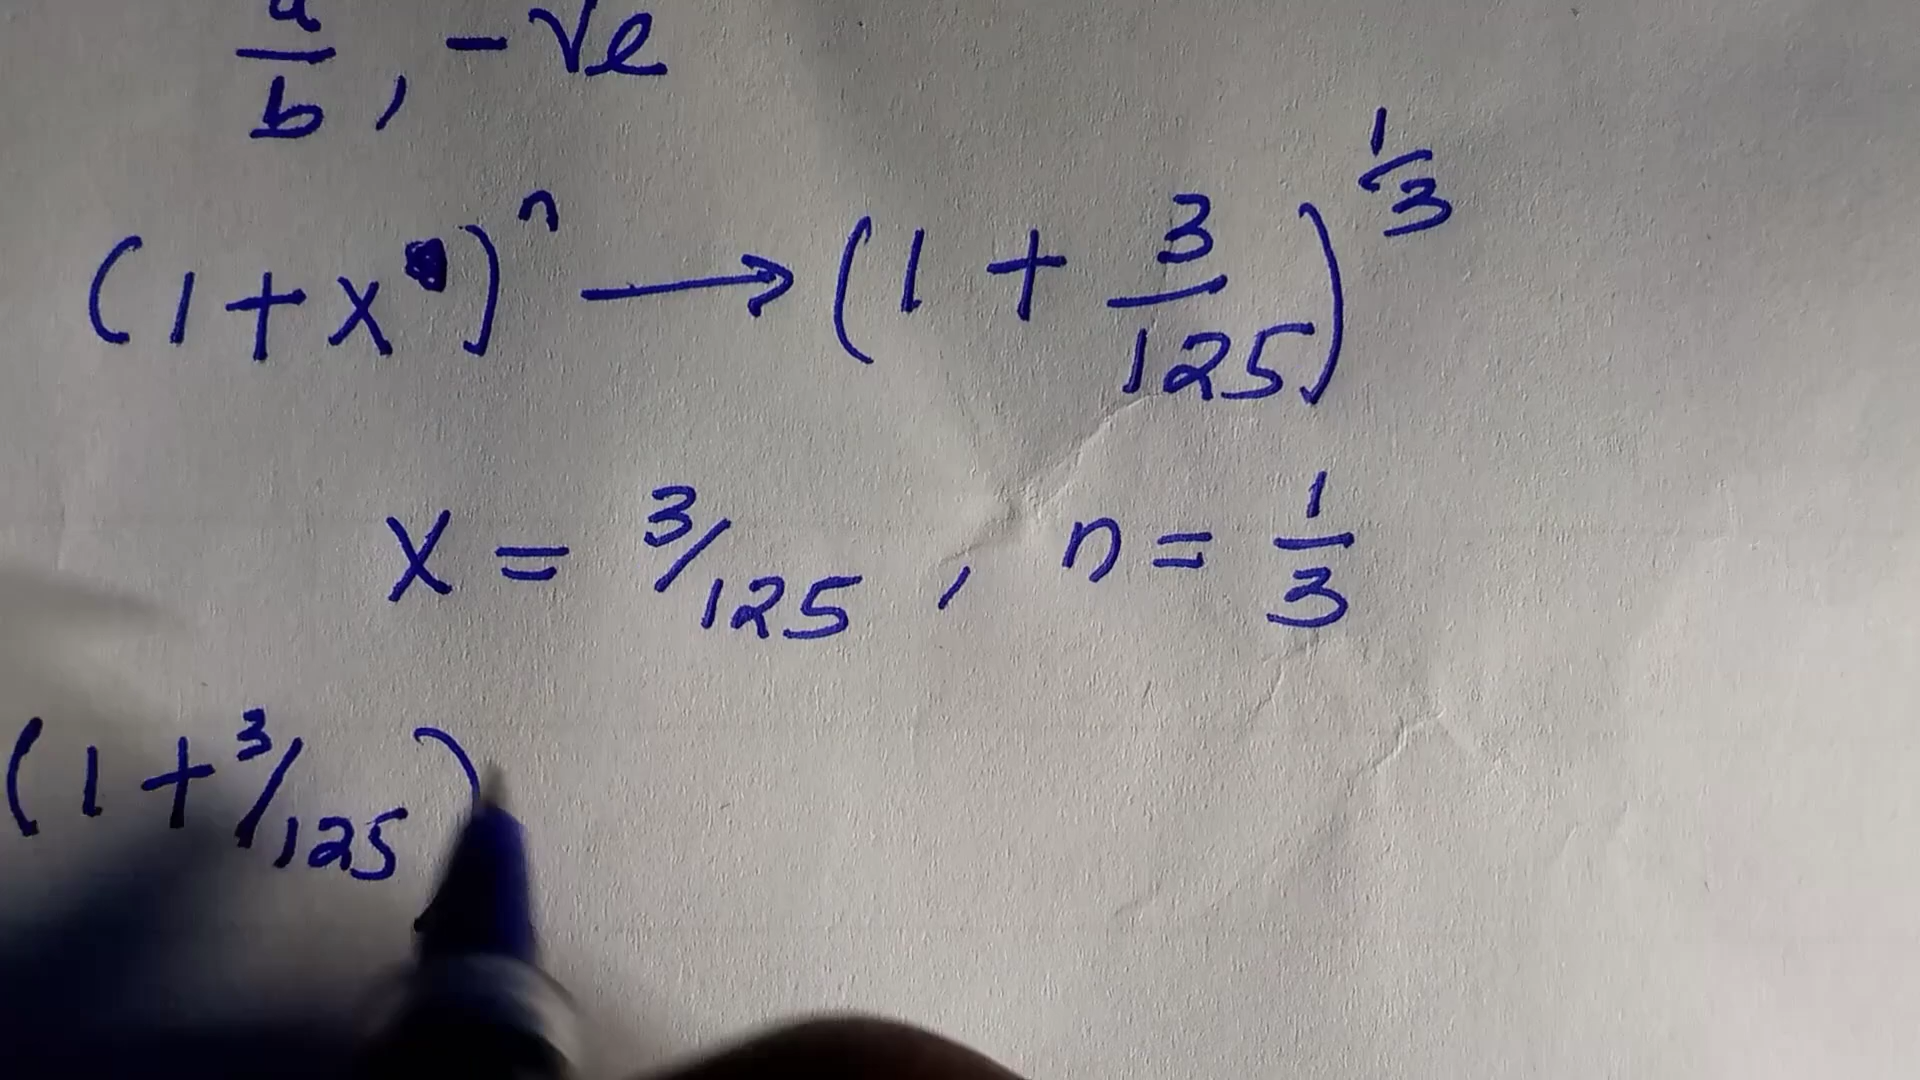 a/b, -ve
(1+x)^n → (1 + 3/125)^1/3
x = 3/125, n = 1/3
(1+3/125)